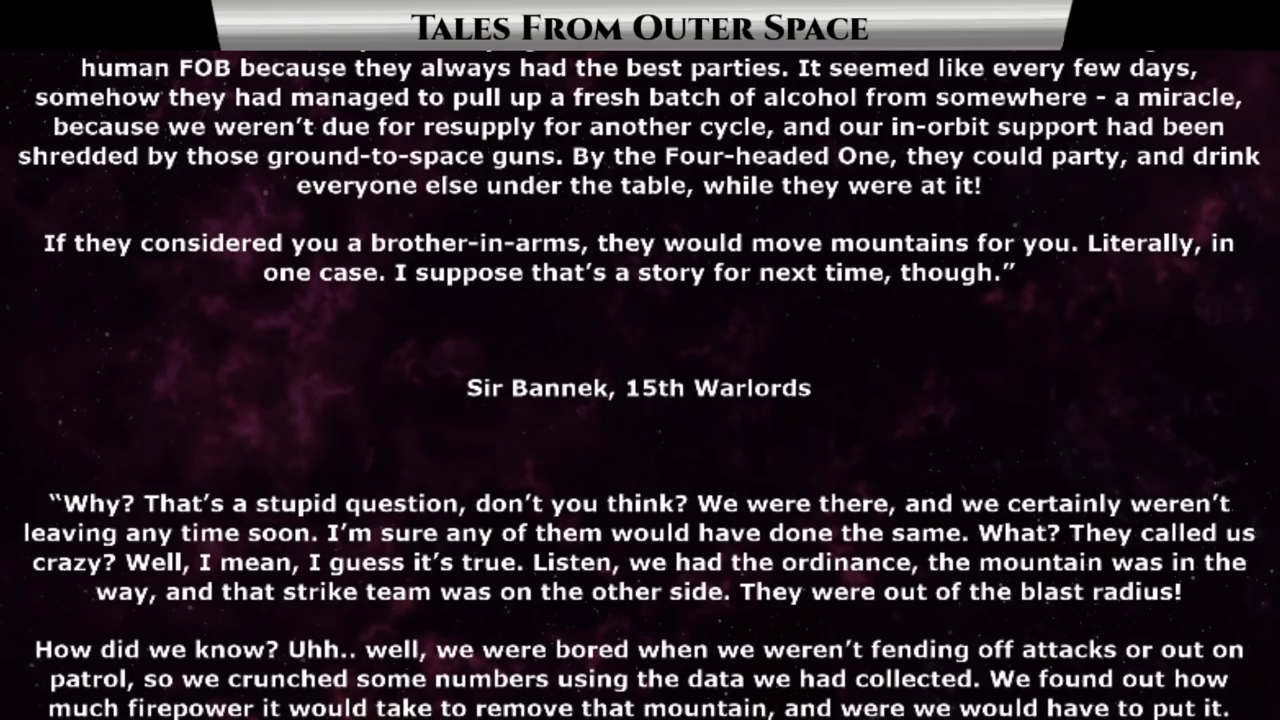 Tales From Outer Space
human FOB because they always had the best parties. It seemed like every few days,
somehow they had managed to pull up a fresh batch of alcohol from somewhere - a miracle,
because we weren't due for resupply for another cycle, and our in-orbit support had been
shredded by those ground-to-space guns. By the Four-headed One, they could party, and drink
everyone else under the table, while they were at it!
If they considered you a brother-in-arms, they would move mountains for you. Literally, in
one case. I suppose that's a story for next time, though.”
Sir Bannek, 15th Warlords
“Why? That's a stupid question, don't you think? We were there, and we certainly weren't
leaving any time soon. I'm sure any of them would have done the same. What? They called us
crazy? Well, I mean, I guess it's true. Listen, we had the ordinance, the mountain was in the
way, and that strike team was on the other side. They were out of the blast radius!
How did we know? Uhh.. well, we were bored when we weren't fending off attacks or out on
patrol, so we crunched some numbers using the data we had collected. We found out how
much firepower it would take to remove that mountain, and were we would have to put it.